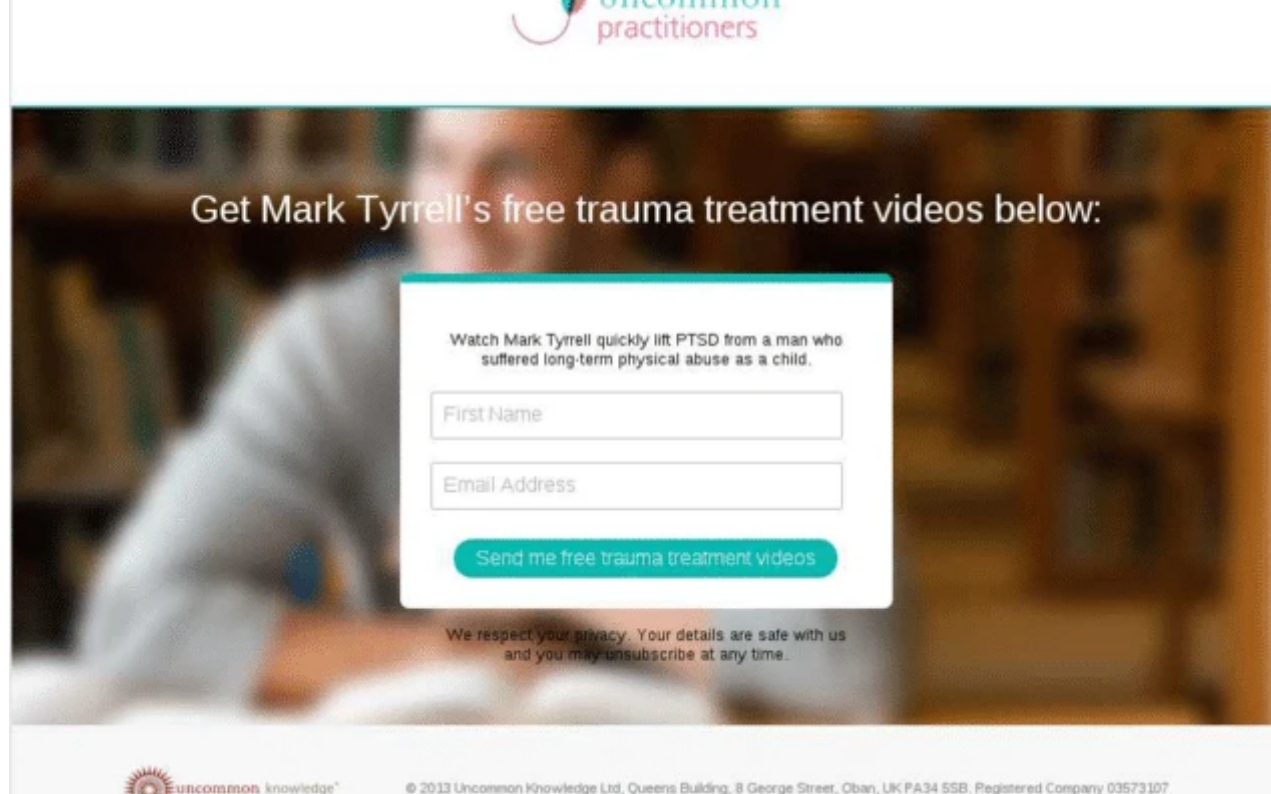 uncommon
practitioners
Get Mark Tyrrell's free trauma treatment videos below:
Watch Mark Tyrrell quickly lift PTSD from a man who
suffered long-term physical abuse as a child.
First Name
Email Address
Send me free trauma treatment videos
We respect your privacy. Your details are safe with us
and you may unsubscribe at any time.
uncommon knowledge
© 2013 Uncommon Knowledge Ltd, Queens Building, 8 George Street, Oban, UK PA34 5SB. Registered Company 03573107